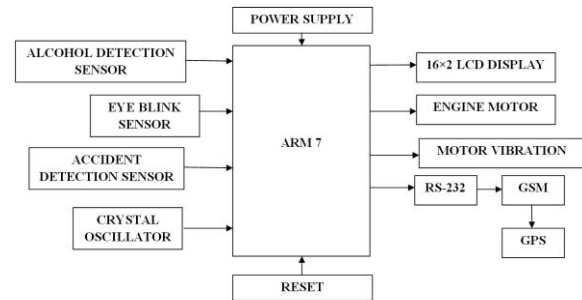 POWER SUPPLY
ALCOHOL DETECTION
SENSOR
EYE BLINK
SENSOR
ACCIDENT
DETECTION SENSOR
CRYSTAL
OSCILLATOR
ARM 7
16×2 LCD DISPLAY
ENGINE MOTOR
MOTOR VIBRATION
RS-232
GSM
GPS
RESET